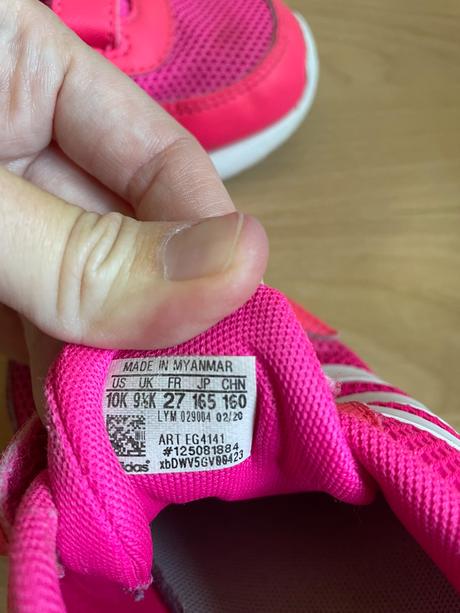 MADE IN MYANMAR
US UK FR JP CHN
10K 9½K 27 165 160
LYM 029004 02/20
ART EG4141
#125081884
adidas xbDWV5GV00423